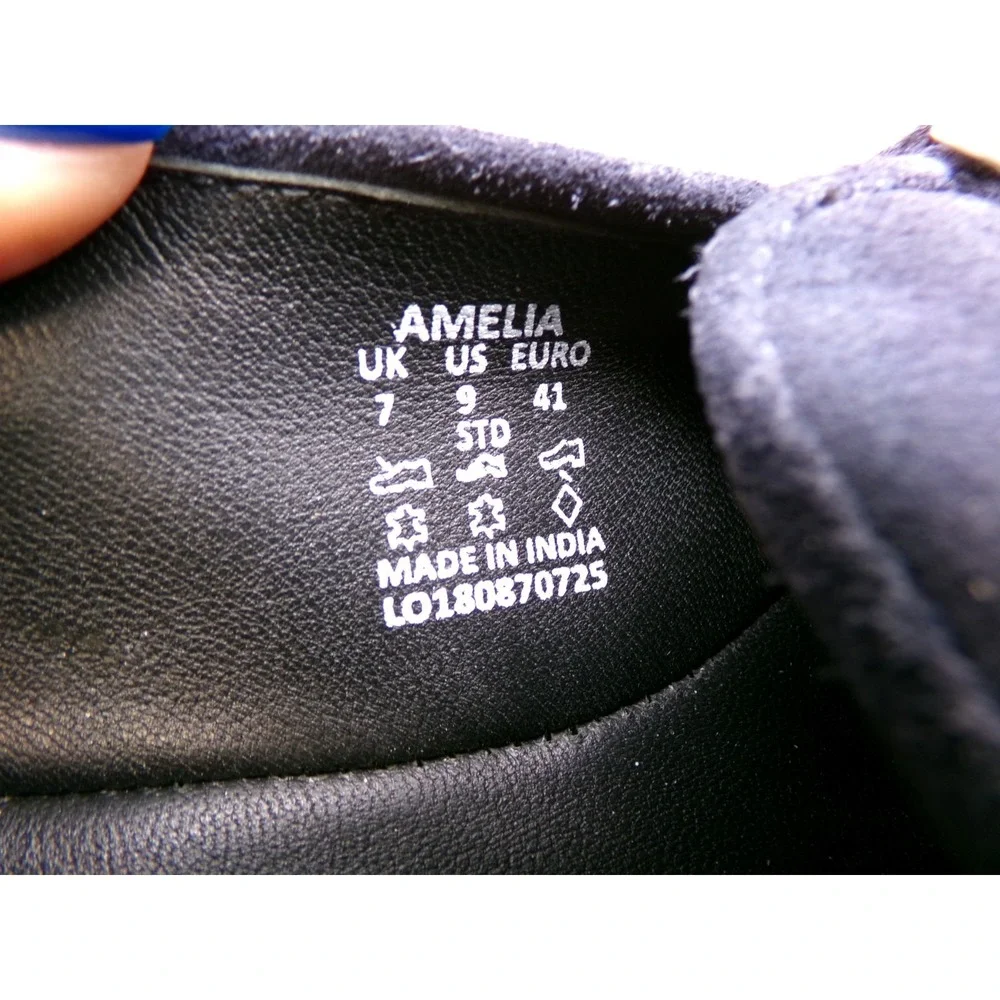 AMELIA
UK US EURO
7 9 41
STD
MADE IN INDIA
LO180870725